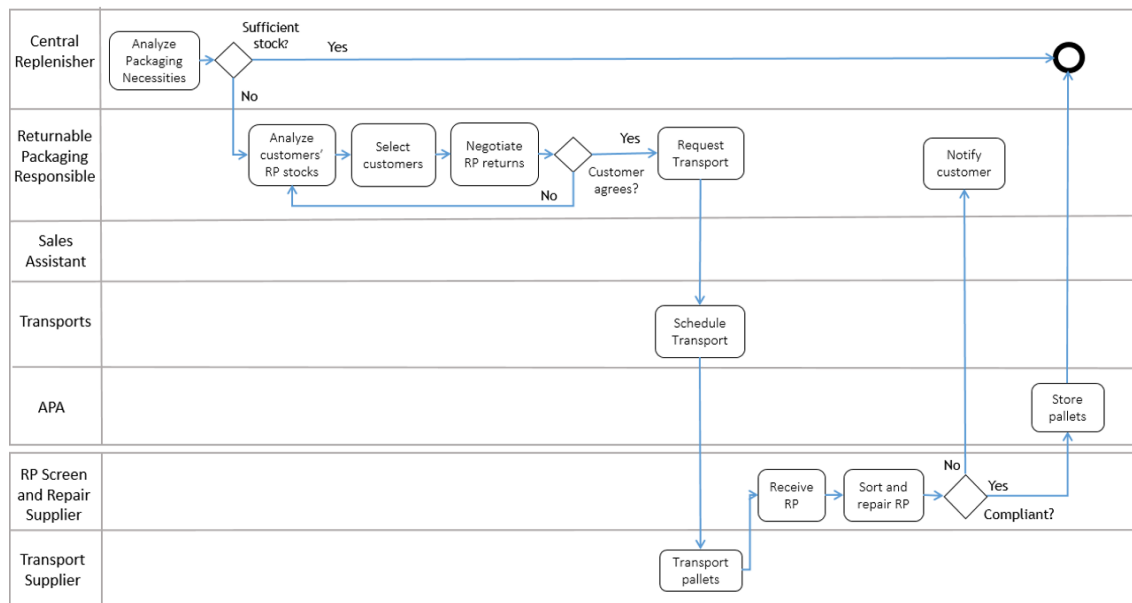 Central
Replenisher
Analyze
Packaging
Necessities
Sufficient
stock?
Yes
No
Returnable
Packaging
Responsible
Analyze
customers'
RP stocks
Select
customers
Negotiate
RP returns
Yes
Customer
agrees?
No
Request
Transport
Notify
customer
Sales
Assistant
Transports
Schedule
Transport
APA
Store
pallets
RP Screen
and Repair
Supplier
Receive
RP
Sort and
repair RP
No
Yes
Compliant?
Transport
Supplier
Transport
pallets